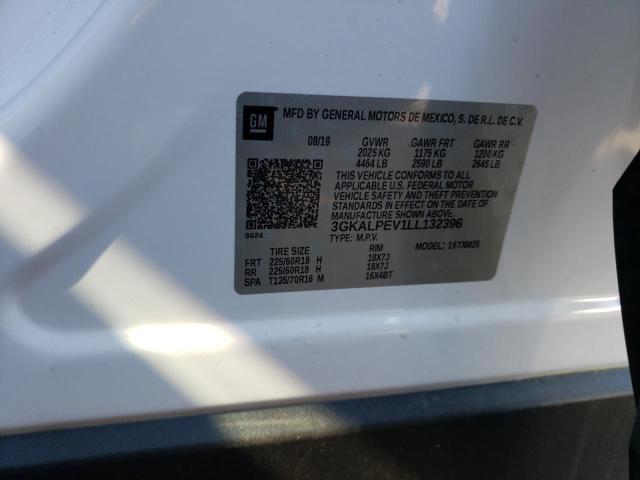 GM MFD BY GENERAL MOTORS DE MEXICO, S. DE R.L. DE C.V.
08/19 GVWR GAWR FRT GAWR RR
2025 KG 1175 KG 1200 KG
4464 LB 2590 LB 2645 LB
THIS VEHICLE CONFORMS TO ALL
APPLICABLE U.S. FEDERAL MOTOR
VEHICLE SAFETY AND THEFT PREVENTION
STANDARDS IN EFFECT ON THE DATE OF
MANUFACTURE SHOWN ABOVE.
3GKALPEV1LL132396
8624 TYPE: M.P.V. MODEL: 16TXM26
TIRE SIZE RIM
FRT 225/60R18 H 18X7J
RR 225/60R18 H 18X7J
SPA T135/70R16 M 16X4BT